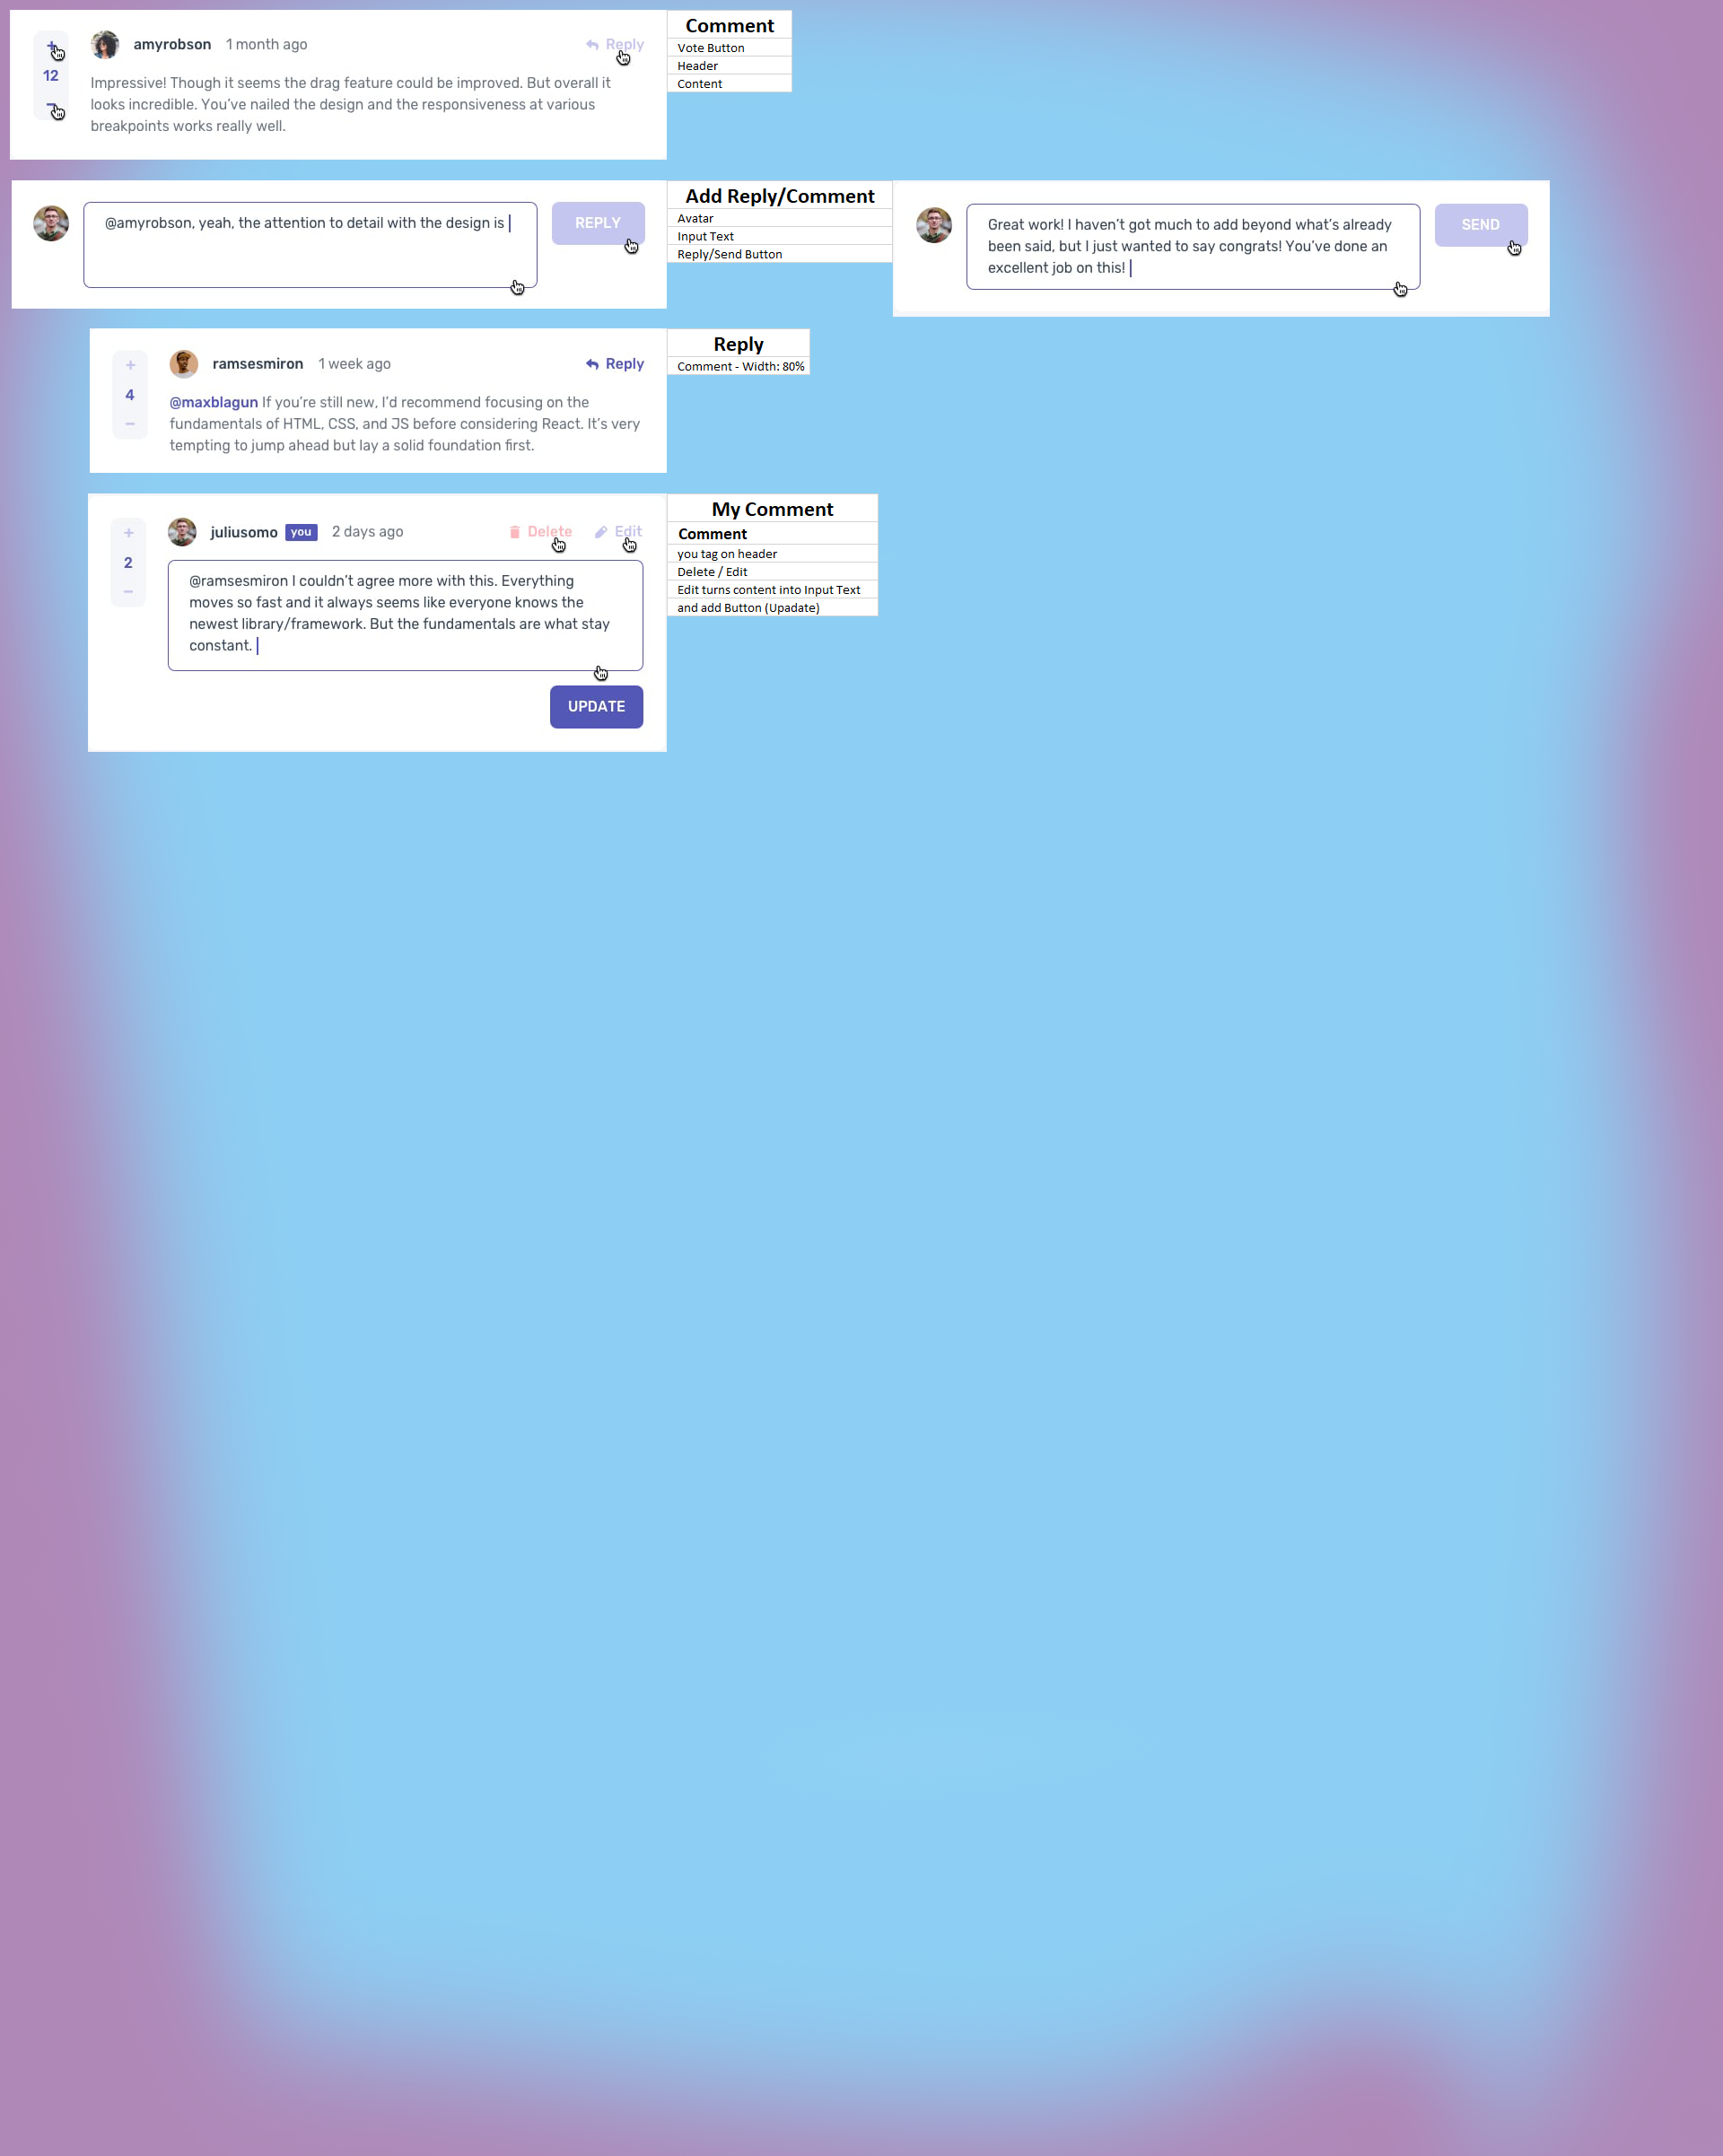 +
amyrobson 1 month ago Reply
12
Impressive! Though it seems the drag feature could be improved. But overall it
looks incredible. You've nailed the design and the responsiveness at various
breakpoints works really well.
Comment
Vote Button
Header
Content
@amyrobson, yeah, the attention to detail with the design is
REPLY
Add Reply/Comment
Avatar
Input Text
Reply/Send Button
Great work! I haven't got much to add beyond what's already
been said, but I just wanted to say congrats! You've done an
excellent job on this!
SEND
+
4
−
ramsesmiron 1 week ago Reply
@maxblagun If you're still new, I'd recommend focusing on the
fundamentals of HTML, CSS, and JS before considering React. It's very
tempting to jump ahead but lay a solid foundation first.
Reply
Comment - Width: 80%
+
2
−
juliusomo you 2 days ago Delete Edit
@ramsesmiron I couldn't agree more with this. Everything
moves so fast and it always seems like everyone knows the
newest library/framework. But the fundamentals are what stay
constant.
UPDATE
My Comment
Comment
you tag on header
Delete / Edit
Edit turns content into Input Text
and add Button (Upadate)